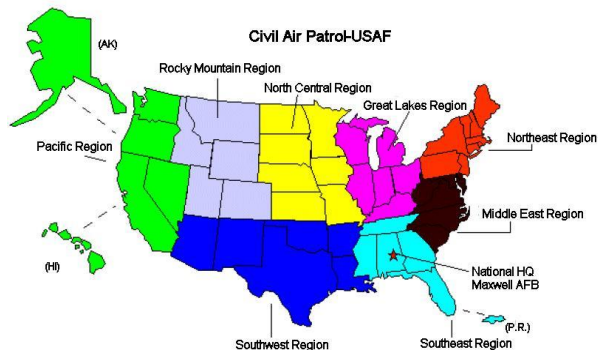 (AK)
Civil Air Patrol-USAF
Rocky Mountain Region
North Central Region
Great Lakes Region
Pacific Region
Northeast Region
Middle East Region
(HI)
National HQ
Maxwell AFB
(P.R.)
Southwest Region
Southeast Region